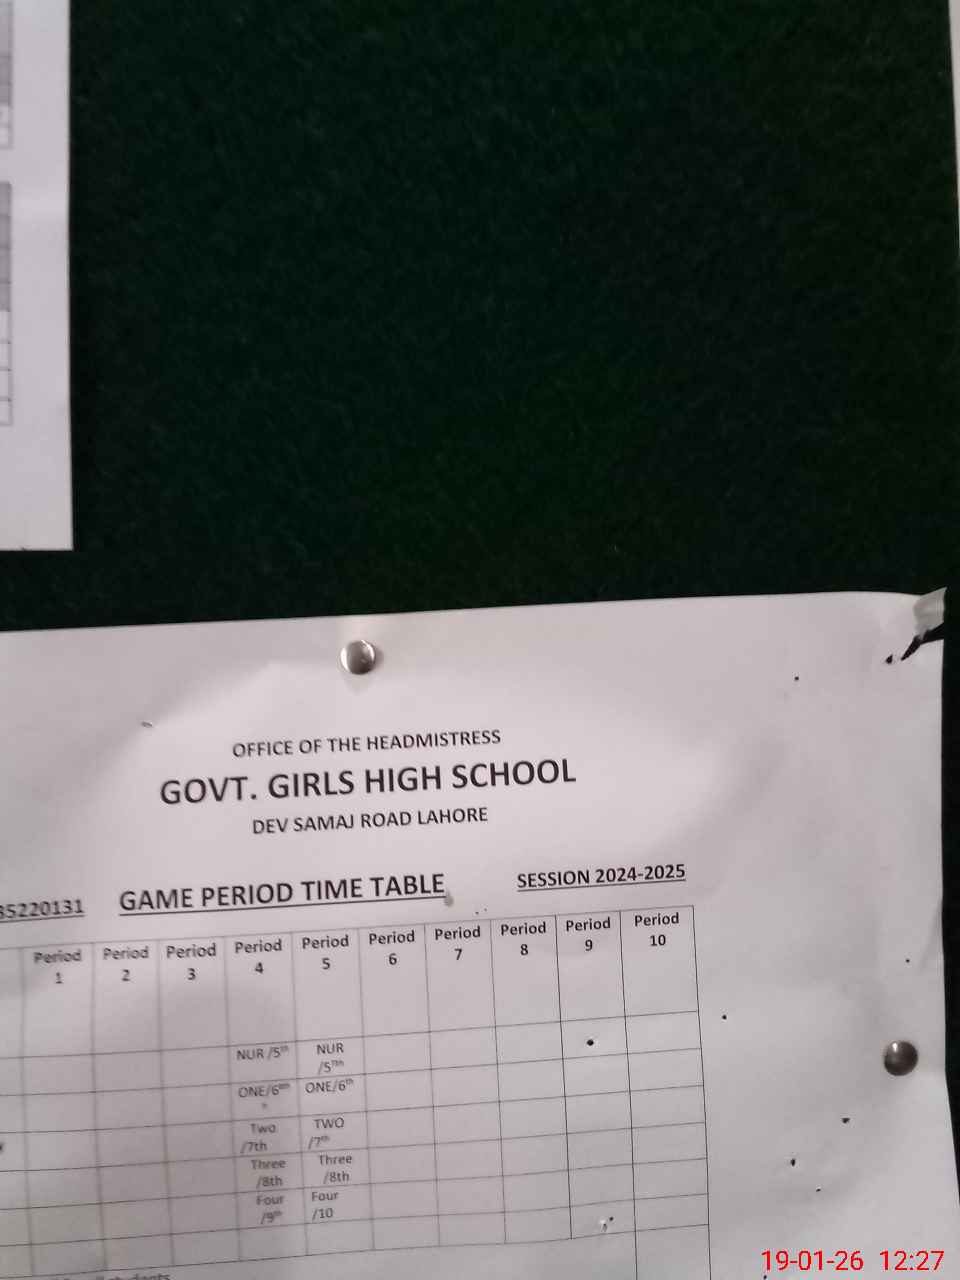 OFFICE OF THE HEADMISTRESS
GOVT. GIRLS HIGH SCHOOL
DEV SAMAJ ROAD LAHORE
35220131 GAME PERIOD TIME TABLE SESSION 2024-2025
Period 1 Period 2 Period 3 Period 4 Period 5 Period 6 Period 7 Period 8 Period 9 Period 10
NUR /5th NUR /5Th
ONE/6th ONE/6th
Two /7th TWO /7th
Three /8th Three /8th
Four /9th Four /10
students
19-01-26 12:27